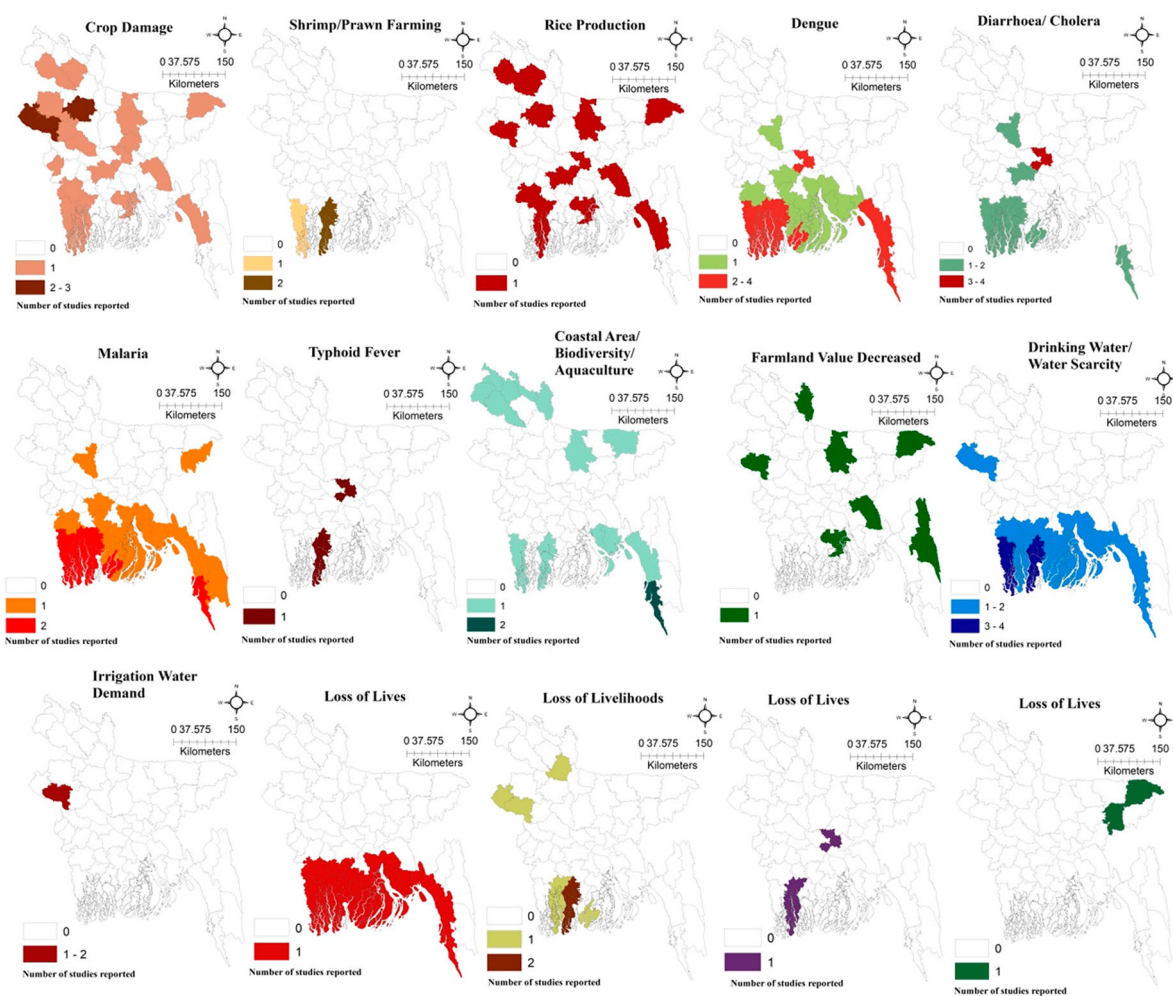 Crop Damage
N
W E
S
0 37.575 150
Kilometers
0
1
2 - 3
Number of studies reported
Shrimp/Prawn Farming
N
W E
S
0 37.575 150
Kilometers
0
1
2
Number of studies reported
Rice Production
N
W E
S
0 37.575 150
Kilometers
0
1
Number of studies reported
Dengue
N
W E
S
0 37.575 150
Kilometers
0
1
2 - 4
Number of studies reported
Diarrhoea/ Cholera
N
W E
S
0 37.575 150
Kilometers
0
1 - 2
3 - 4
Number of studies reported
Malaria
N
W E
S
0 37.575 150
Kilometers
0
1
2
Number of studies reported
Typhoid Fever
N
W E
S
0 37.575 150
Kilometers
0
1
Number of studies reported
Coastal Area/
Biodiversity/
Aquaculture
N
W E
S
0 37.575 150
Kilometers
0
1
2
Number of studies reported
Farmland Value Decreased
N
W E
S
0 37.575 150
Kilometers
0
1
Number of studies reported
Drinking Water/
Water Scarcity
N
W E
S
0 37.575 150
Kilometers
0
1 - 2
3 - 4
Number of studies reported
Irrigation Water
Demand
N
W E
S
0 37.575 150
Kilometers
0
1 - 2
Number of studies reported
Loss of Lives
N
W E
S
0 37.575 150
Kilometers
0
1
Number of studies reported
Loss of Livelihoods
N
W E
S
0 37.575 150
Kilometers
0
1
2
Number of studies reported
Loss of Lives
N
W E
S
0 37.575 150
Kilometers
0
1
Number of studies reported
Loss of Lives
N
W E
S
0 37.575 150
Kilometers
0
1
Number of studies reported